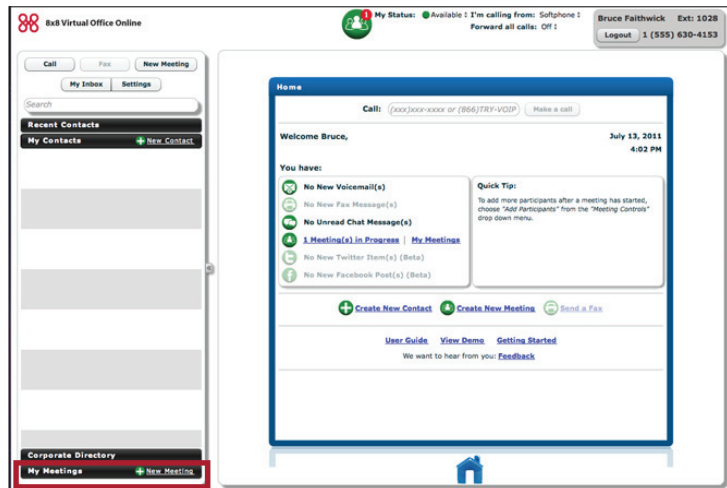 8x8 Virtual Office Online
My Status: Available I'm calling from: Softphone
Forward all calls: Off
Bruce Faithwick Ext: 1028
Logout 1 (555) 630-4153
Call Fax New Meeting
My Inbox Settings
Search
Recent Contacts
My Contacts New Contact
Corporate Directory
My Meetings New Meeting
Home
Call: (xxx)xxx-xxxx or (866)TRY-VOIP Make a call
Welcome Bruce, July 13, 2011
4:02 PM
You have:
No New Voicemail(s)
No New Fax Message(s)
No Unread Chat Message(s)
1 Meeting(s) in Progress | My Meetings
No New Twitter Item(s) (Beta)
No New Facebook Post(s) (Beta)
Quick Tip:
To add more participants after a meeting has started,
choose "Add Participants" from the "Meeting Controls"
drop down menu.
Create New Contact Create New Meeting Send a Fax
User Guide View Demo Getting Started
We want to hear from you: Feedback